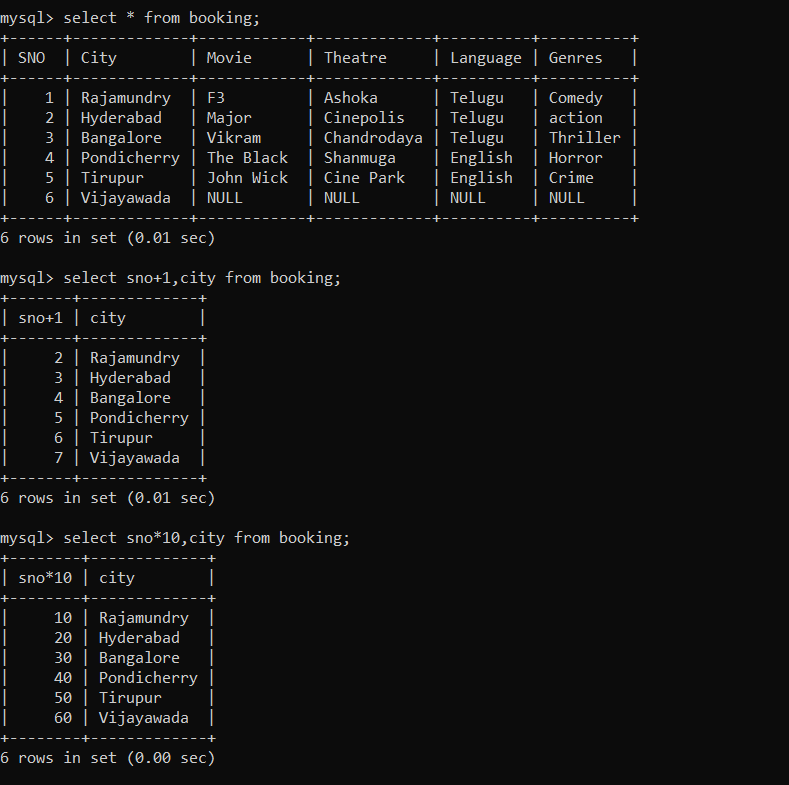 mysql> select * from booking;
+------+-------------+------------+-------------+----------+----------+
| SNO  | City        | Movie      | Theatre     | Language | Genres   |
+------+-------------+------------+-------------+----------+----------+
|    1 | Rajamundry  | F3         | Ashoka      | Telugu   | Comedy   |
|    2 | Hyderabad   | Major      | Cinepolis   | Telugu   | action   |
|    3 | Bangalore   | Vikram     | Chandrodaya | Telugu   | Thriller |
|    4 | Pondicherry | The Black  | Shanmuga    | English  | Horror   |
|    5 | Tirupur     | John Wick  | Cine Park   | English  | Crime    |
|    6 | Vijayawada  | NULL       | NULL        | NULL     | NULL     |
+------+-------------+------------+-------------+----------+----------+
6 rows in set (0.01 sec)

mysql> select sno+1,city from booking;
+-------+-------------+
| sno+1 | city        |
+-------+-------------+
|     2 | Rajamundry  |
|     3 | Hyderabad   |
|     4 | Bangalore   |
|     5 | Pondicherry |
|     6 | Tirupur     |
|     7 | Vijayawada  |
+-------+-------------+
6 rows in set (0.01 sec)

mysql> select sno*10,city from booking;
+--------+-------------+
| sno*10 | city        |
+--------+-------------+
|     10 | Rajamundry  |
|     20 | Hyderabad   |
|     30 | Bangalore   |
|     40 | Pondicherry |
|     50 | Tirupur     |
|     60 | Vijayawada  |
+--------+-------------+
6 rows in set (0.00 sec)